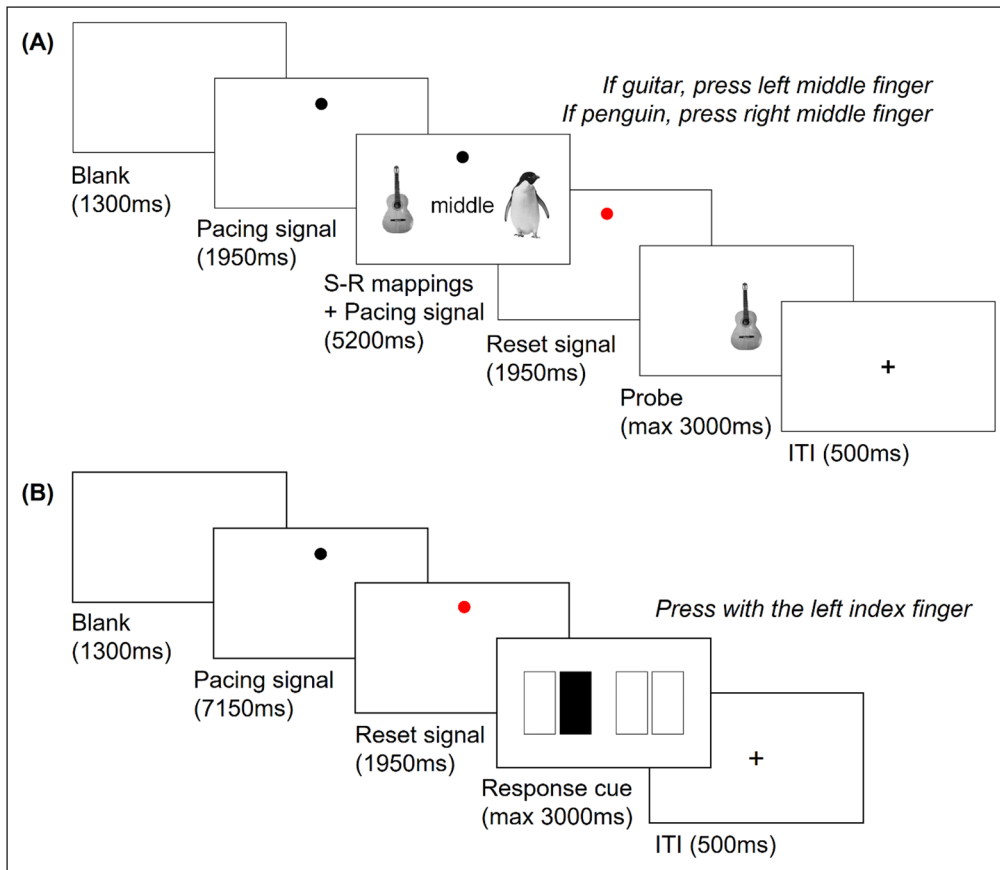 (A)
If guitar, press left middle finger
If penguin, press right middle finger
Blank
(1300ms)
Pacing signal
(1950ms)
middle
S-R mappings
+ Pacing signal
(5200ms)
Reset signal
(1950ms)
Probe
(max 3000ms)
ITI (500ms)
(B)
Press with the left index finger
Blank
(1300ms)
Pacing signal
(7150ms)
Reset signal
(1950ms)
Response cue
(max 3000ms)
ITI (500ms)